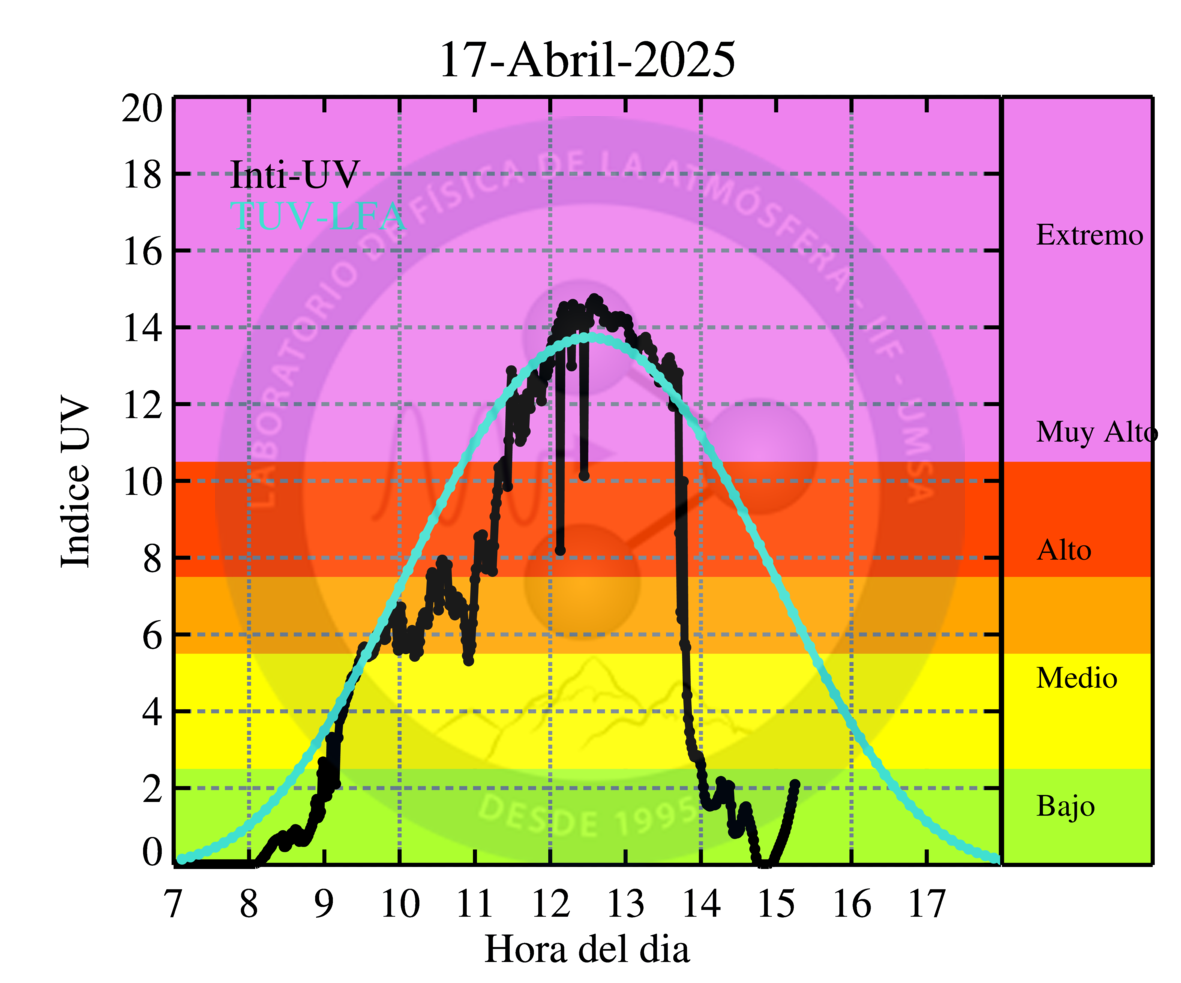 17-Abril-2025
20
18
16
14
12
10
8
6
4
2
0
Indice UV
Inti-UV
TUV-LFA
LABORATORIO DE FÍSICA DE LA ATMÓSFERA - IIF - UMSA
DESDE 1995
Extremo
Muy Alto
Alto
Medio
Bajo
7 8 9 10 11 12 13 14 15 16 17
Hora del dia